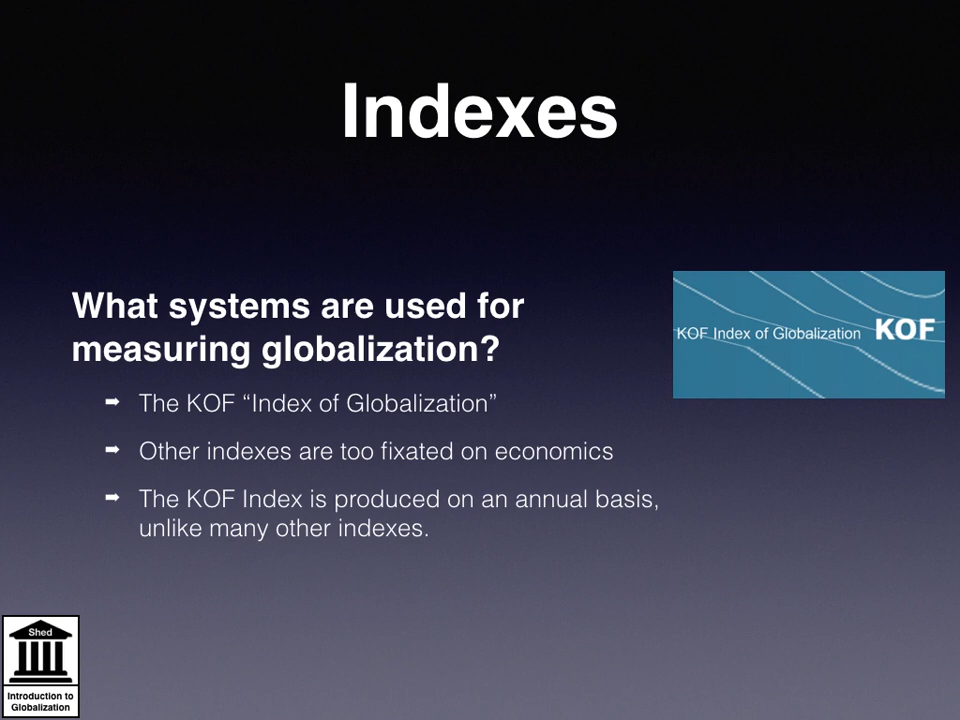 Indexes
What systems are used for
measuring globalization?
➡ The KOF “Index of Globalization”
➡ Other indexes are too fixated on economics
➡ The KOF Index is produced on an annual basis,
unlike many other indexes.
KOF Index of Globalization KOF
Shed
Introduction to
Globalization